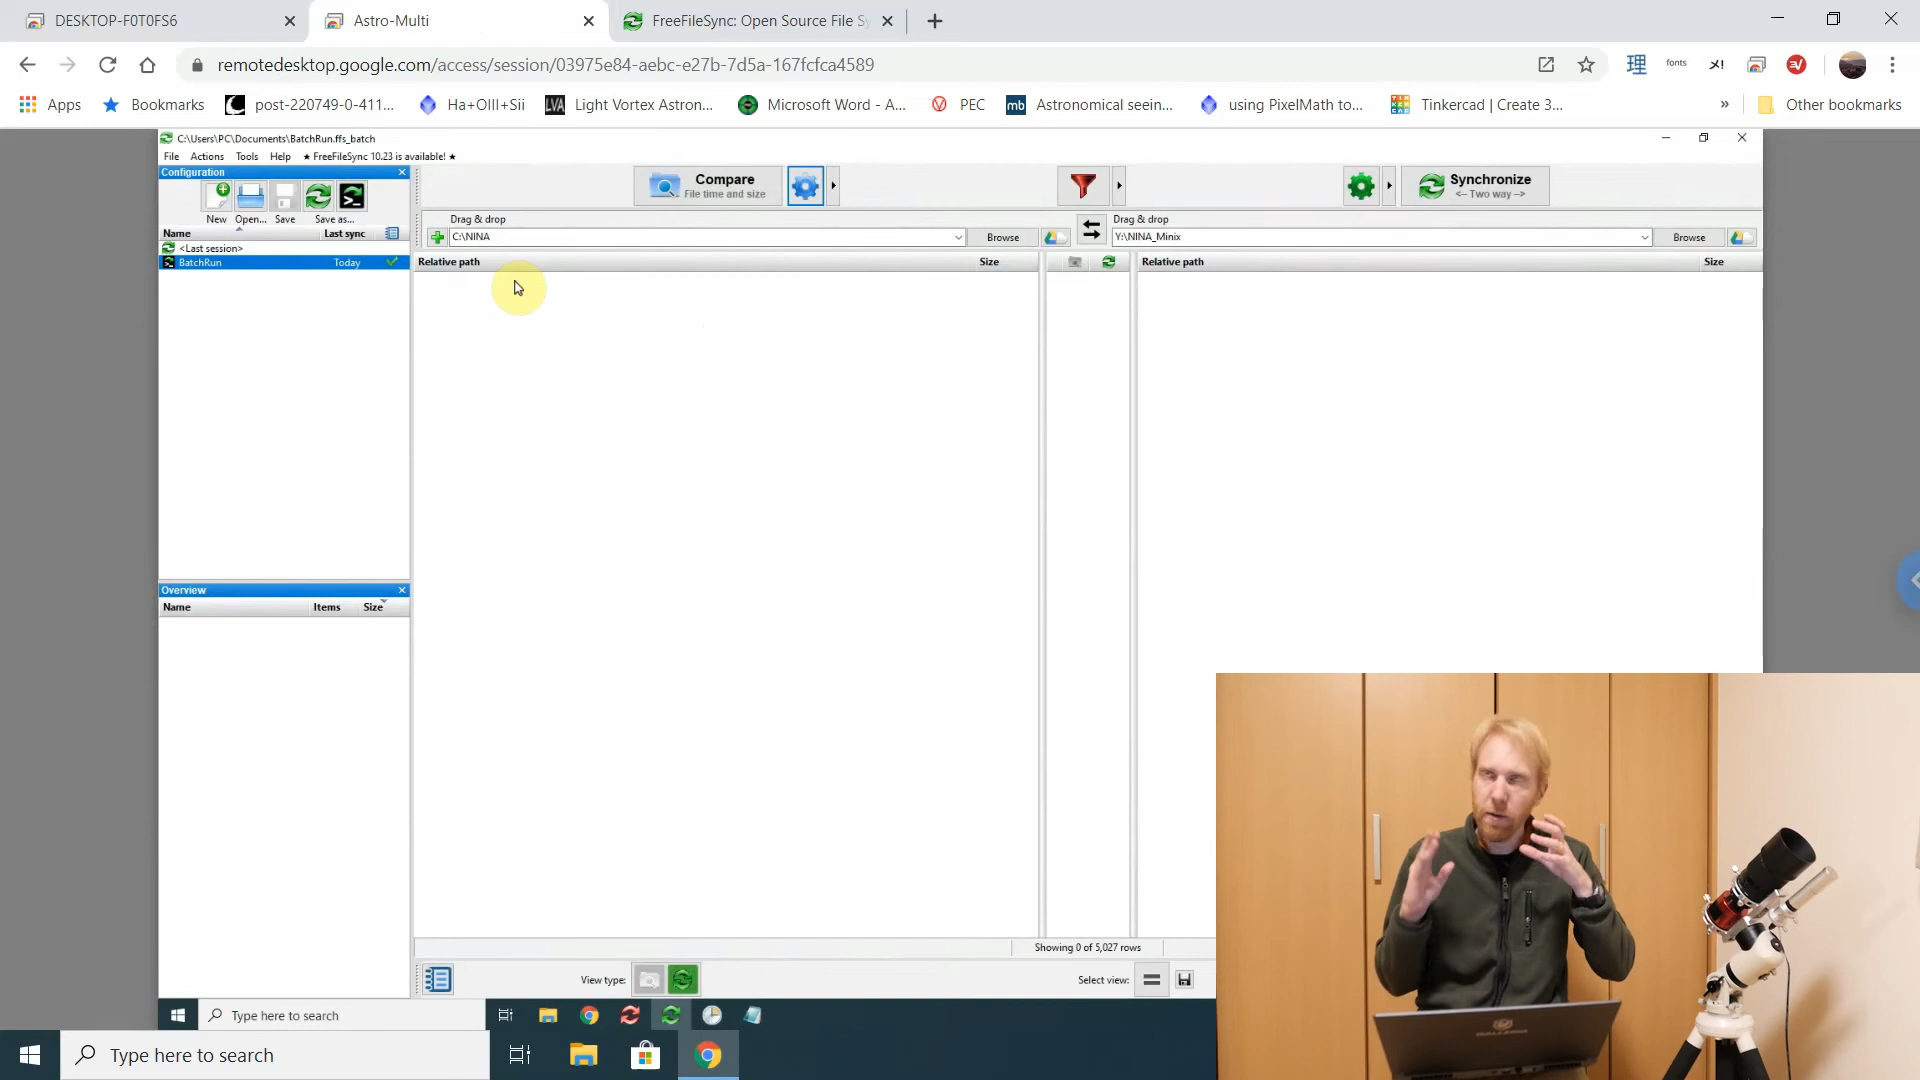 DESKTOP-F0T0FS6
Astro-Multi
FreeFileSync: Open Source File Sy
remotedesktop.google.com/access/session/03975e84-aebc-e27b-7d5a-167fcfca4589
理
fonts
Apps
Bookmarks
post-220749-0-411...
Ha+OIII+Sii
LVA
Light Vortex Astron...
Microsoft Word - A...
PEC
mb
Astronomical seein...
using PixelMath to...
Tinkercad | Create 3...
»
Other bookmarks
C:\Users\PC\Documents\BatchRun.ffs_batch
File Actions Tools Help ★ FreeFileSync 10.23 is available! ★
Configuration
New Open... Save Save as...
Name Last sync
<Last session>
BatchRun Today
Compare
File time and size
Synchronize
<- Two way ->
Drag & drop
C:\NINA
Browse
Drag & drop
Y:\NINA_Minix
Browse
Relative path Size
Relative path Size
Overview
Name Items Size
Showing 0 of 5,027 rows
View type:
Select view:
Type here to search
Type here to search